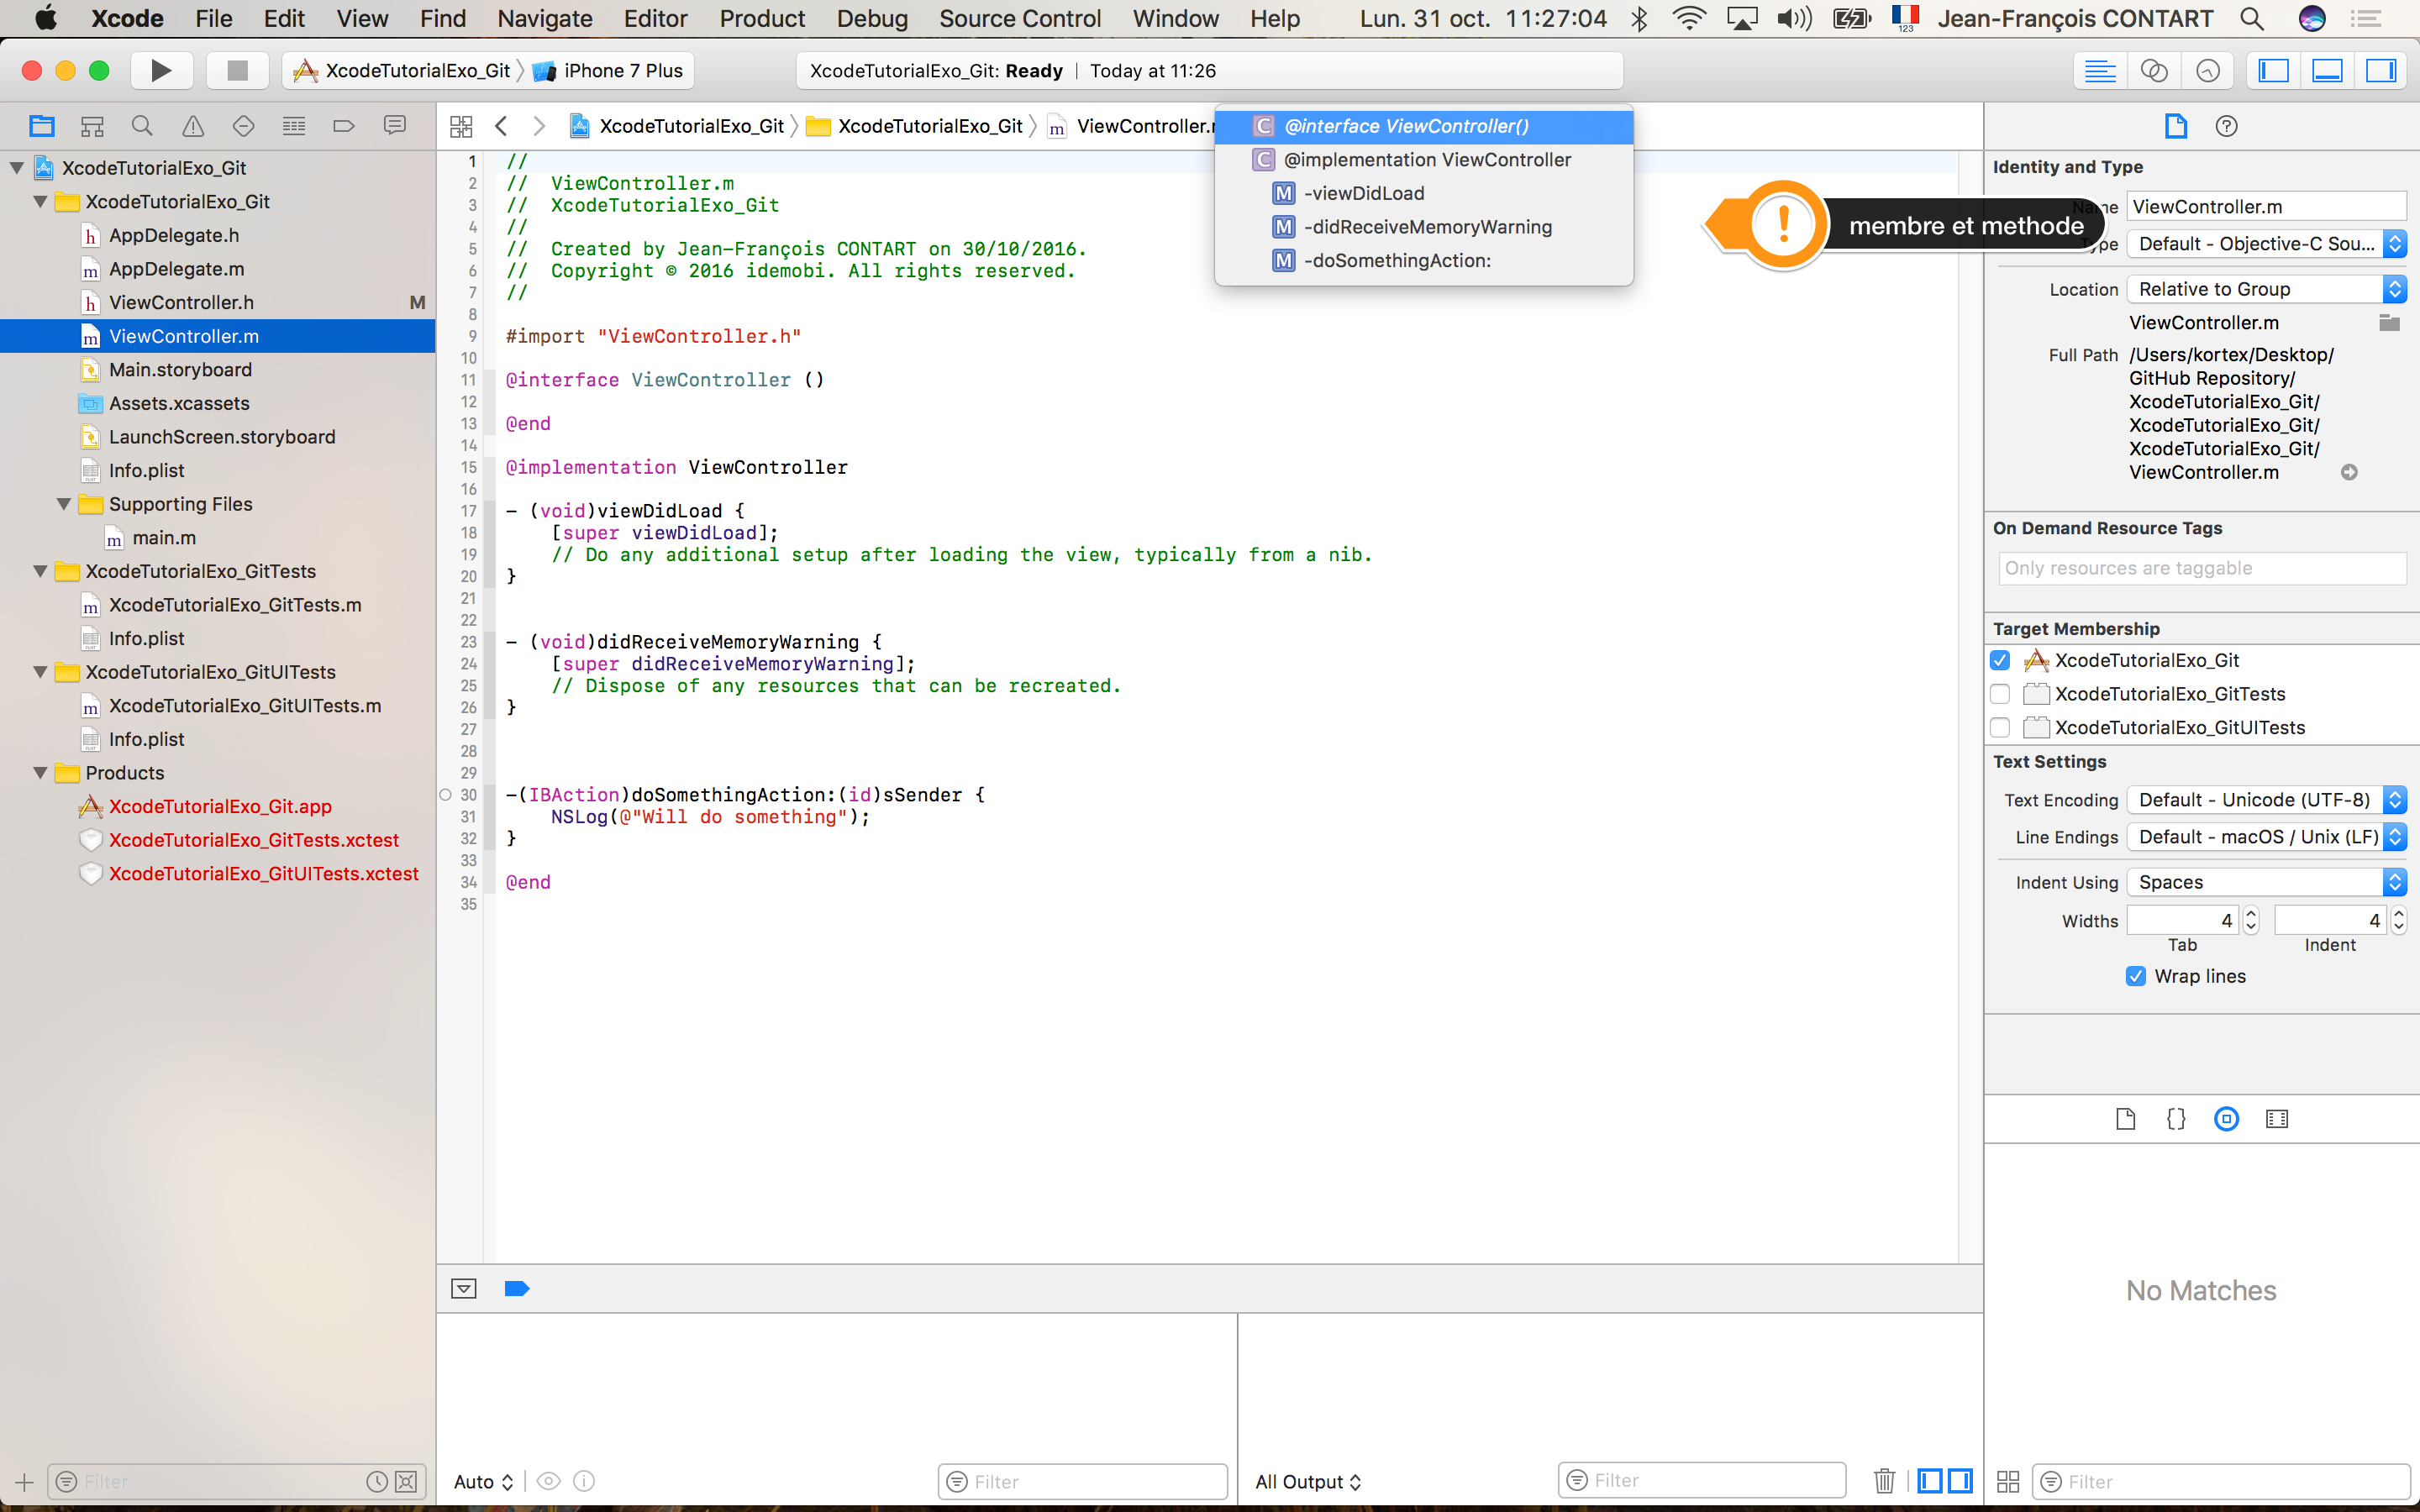 Xcode File Edit View Find Navigate Editor Product Debug Source Control Window Help Lun. 31 oct. 11:27:04 123 Jean-François CONTART
XcodeTutorialExo_Git iPhone 7 Plus XcodeTutorialExo_Git: Ready | Today at 11:26
XcodeTutorialExo_Git XcodeTutorialExo_Git ViewController.m
@interface ViewController()
@implementation ViewController
M -viewDidLoad
M -didReceiveMemoryWarning
M -doSomethingAction:
! membre et methode
XcodeTutorialExo_Git
XcodeTutorialExo_Git
AppDelegate.h
AppDelegate.m
ViewController.h M
ViewController.m
Main.storyboard
Assets.xcassets
LaunchScreen.storyboard
Info.plist
Supporting Files
main.m
XcodeTutorialExo_GitTests
XcodeTutorialExo_GitTests.m
Info.plist
XcodeTutorialExo_GitUITests
XcodeTutorialExo_GitUITests.m
Info.plist
Products
XcodeTutorialExo_Git.app
XcodeTutorialExo_GitTests.xctest
XcodeTutorialExo_GitUITests.xctest
Filter
1 //
2 //  ViewController.m
3 //  XcodeTutorialExo_Git
4 //
5 //  Created by Jean-François CONTART on 30/10/2016.
6 //  Copyright © 2016 idemobi. All rights reserved.
7 //
8
9 #import "ViewController.h"
10
11 @interface ViewController ()
12
13 @end
14
15 @implementation ViewController
16
17 - (void)viewDidLoad {
18     [super viewDidLoad];
19     // Do any additional setup after loading the view, typically from a nib.
20 }
21
22
23 - (void)didReceiveMemoryWarning {
24     [super didReceiveMemoryWarning];
25     // Dispose of any resources that can be recreated.
26 }
27
28
29
30 -(IBAction)doSomethingAction:(id)sSender {
31     NSLog(@"Will do something");
32 }
33
34 @end
35
Auto Filter
All Output Filter
Identity and Type
Name ViewController.m
Type Default - Objective-C Sou...
Location Relative to Group
ViewController.m
Full Path /Users/kortex/Desktop/
GitHub Repository/
XcodeTutorialExo_Git/
XcodeTutorialExo_Git/
XcodeTutorialExo_Git/
ViewController.m
On Demand Resource Tags
Only resources are taggable
Target Membership
XcodeTutorialExo_Git
XcodeTutorialExo_GitTests
XcodeTutorialExo_GitUITests
Text Settings
Text Encoding Default - Unicode (UTF-8)
Line Endings Default - macOS / Unix (LF)
Indent Using Spaces
Widths 4 4
Tab Indent
Wrap lines
{}
No Matches
Filter